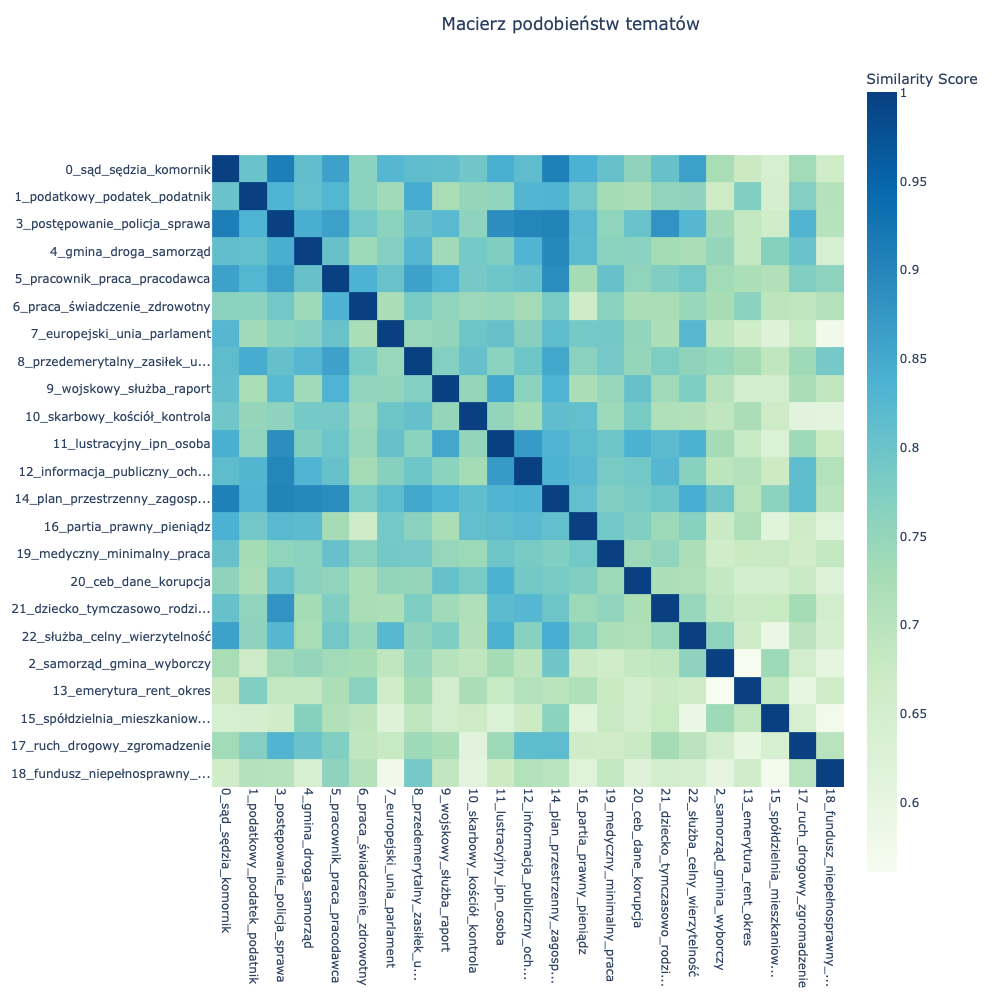 Macierz podobieństw tematów
Similarity Score
1
0.95
0.9
0.85
0.8
0.75
0.7
0.65
0.6
0_sąd_sędzia_komornik
1_podatkowy_podatek_podatnik
3_postępowanie_policja_sprawa
4_gmina_droga_samorząd
5_pracownik_praca_pracodawca
6_praca_świadczenie_zdrowotny
7_europejski_unia_parlament
8_przedemerytalny_zasiłek_u...
9_wojskowy_służba_raport
10_skarbowy_kościół_kontrola
11_lustracyjny_ipn_osoba
12_informacja_publiczny_och...
14_plan_przestrzenny_zagosp...
16_partia_prawny_pieniądz
19_medyczny_minimalny_praca
20_ceb_dane_korupcja
21_dziecko_tymczasowo_rodzi...
22_służba_celny_wierzytelność
2_samorząd_gmina_wyborczy
13_emerytura_rent_okres
15_spółdzielnia_mieszkaniow...
17_ruch_drogowy_zgromadzenie
18_fundusz_niepełnosprawny_...
0_sąd_sędzia_komornik
1_podatkowy_podatek_podatnik
3_postępowanie_policja_sprawa
4_gmina_droga_samorząd
5_pracownik_praca_pracodawca
6_praca_świadczenie_zdrowotny
7_europejski_unia_parlament
8_przedemerytalny_zasiłek_u...
9_wojskowy_służba_raport
10_skarbowy_kościół_kontrola
11_lustracyjny_ipn_osoba
12_informacja_publiczny_och...
14_plan_przestrzenny_zagosp...
16_partia_prawny_pieniądz
19_medyczny_minimalny_praca
20_ceb_dane_korupcja
21_dziecko_tymczasowo_rodzi...
22_służba_celny_wierzytelność
2_samorząd_gmina_wyborczy
13_emerytura_rent_okres
15_spółdzielnia_mieszkaniow...
17_ruch_drogowy_zgromadzenie
18_fundusz_niepełnosprawny_...